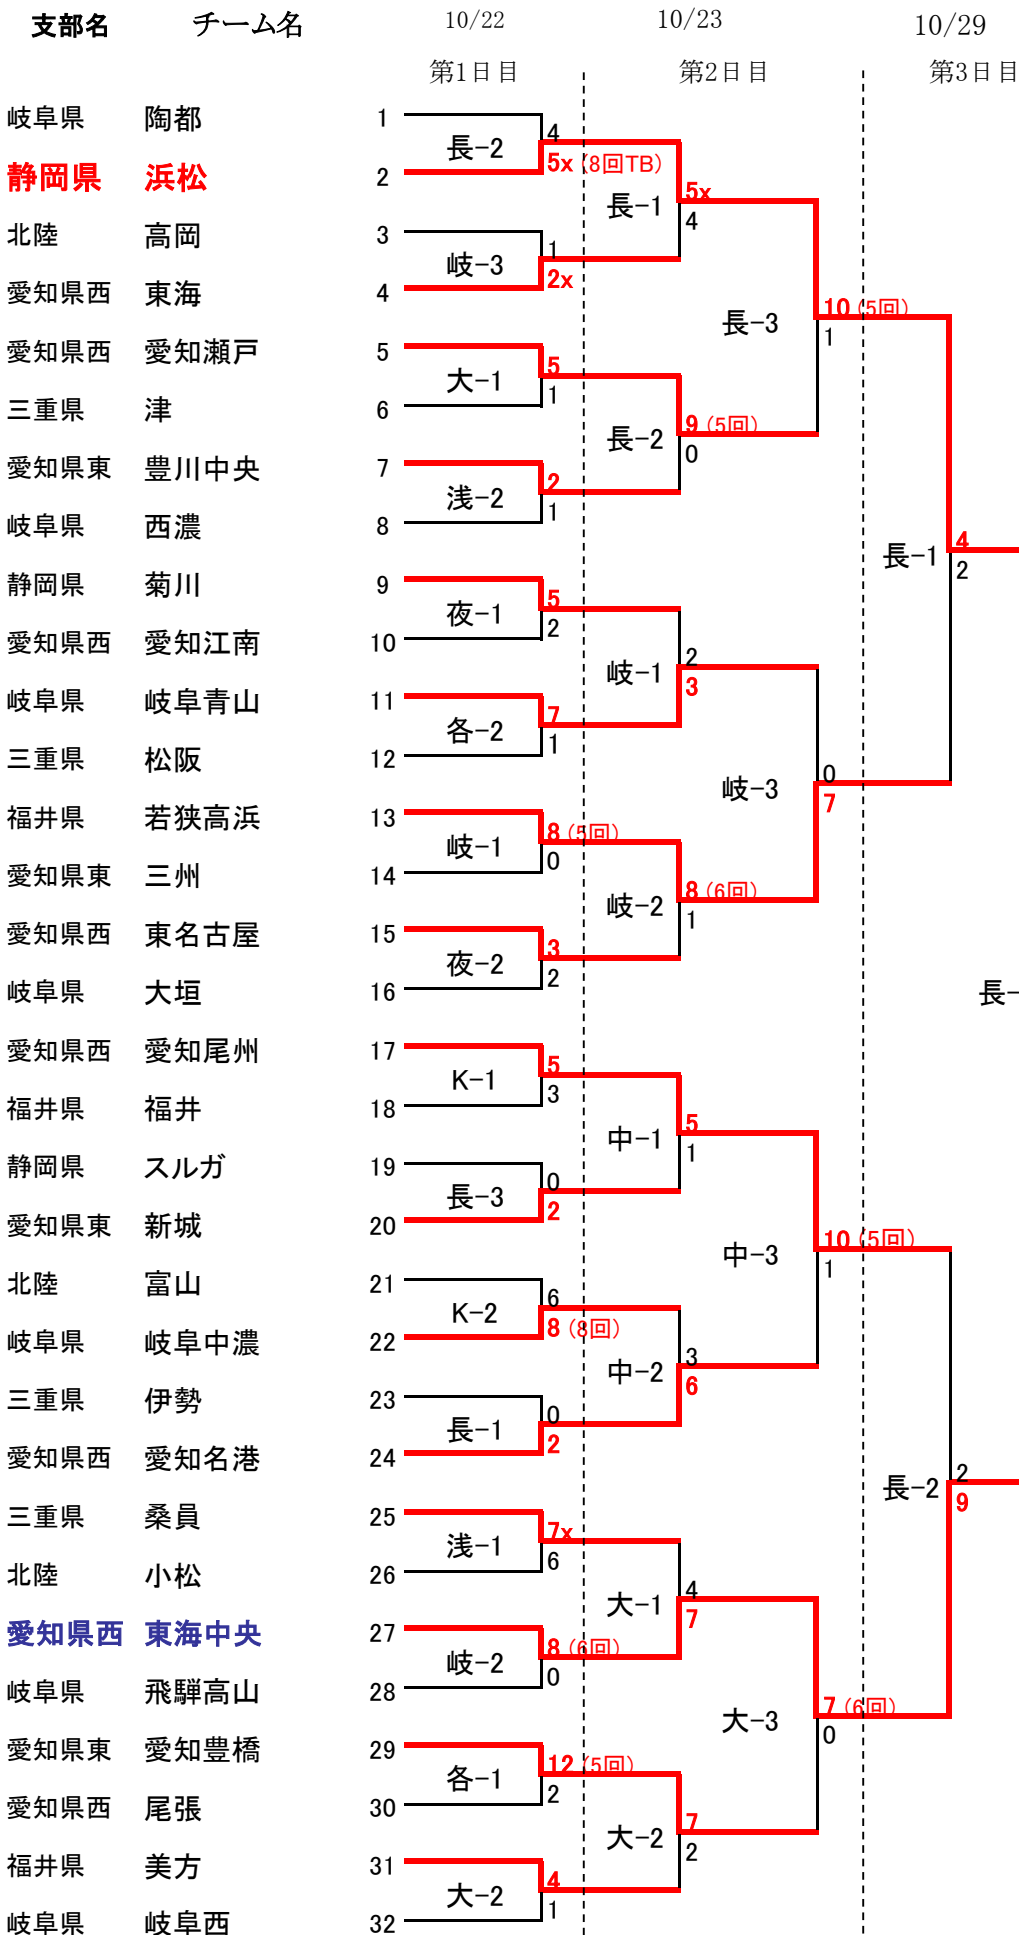 支部名 チーム名 10/22 10/23 10/29
第1日目 第2日目 第3日目
岐阜県 陶都 1 4
長-2
静岡県 浜松 2 5x (8回TB) 5x
長-1 4
北陸 高岡 3 1
岐-3
愛知県西 東海 4 2x 10 (5回)
長-3 1
愛知県西 愛知瀬戸 5 5
大-1 1
三重県 津 6 9 (5回)
長-2 0
愛知県東 豊川中央 7 2
浅-2 1
岐阜県 西濃 8 4
長-1 2
静岡県 菊川 9 5
夜-1 2
愛知県西 愛知江南 10 2
岐-1 3
岐阜県 岐阜青山 11 7
各-2 1
三重県 松阪 12 0
岐-3 7
福井県 若狭高浜 13 8 (5回)
岐-1 0
愛知県東 三州 14 8 (6回)
岐-2 1
愛知県西 東名古屋 15 3
夜-2 2
岐阜県 大垣 16 長-
愛知県西 愛知尾州 17 5
K-1 3
福井県 福井 18 5
中-1 1
静岡県 スルガ 19 0
長-3 2
愛知県東 新城 20 10 (5回)
中-3 1
北陸 富山 21 6
K-2 8 (8回)
岐阜県 岐阜中濃 22 3
中-2 6
三重県 伊勢 23 0
長-1 2
愛知県西 愛知名港 24 2
長-2 9
三重県 桑員 25 7x
浅-1 6
北陸 小松 26 4
大-1 7
愛知県西 東海中央 27 8 (6回)
岐-2 0
岐阜県 飛騨高山 28 7 (6回)
大-3 0
愛知県東 愛知豊橋 29 12 (5回)
各-1 2
愛知県西 尾張 30 7
大-2 2
福井県 美方 31 4
大-2 1
岐阜県 岐阜西 32